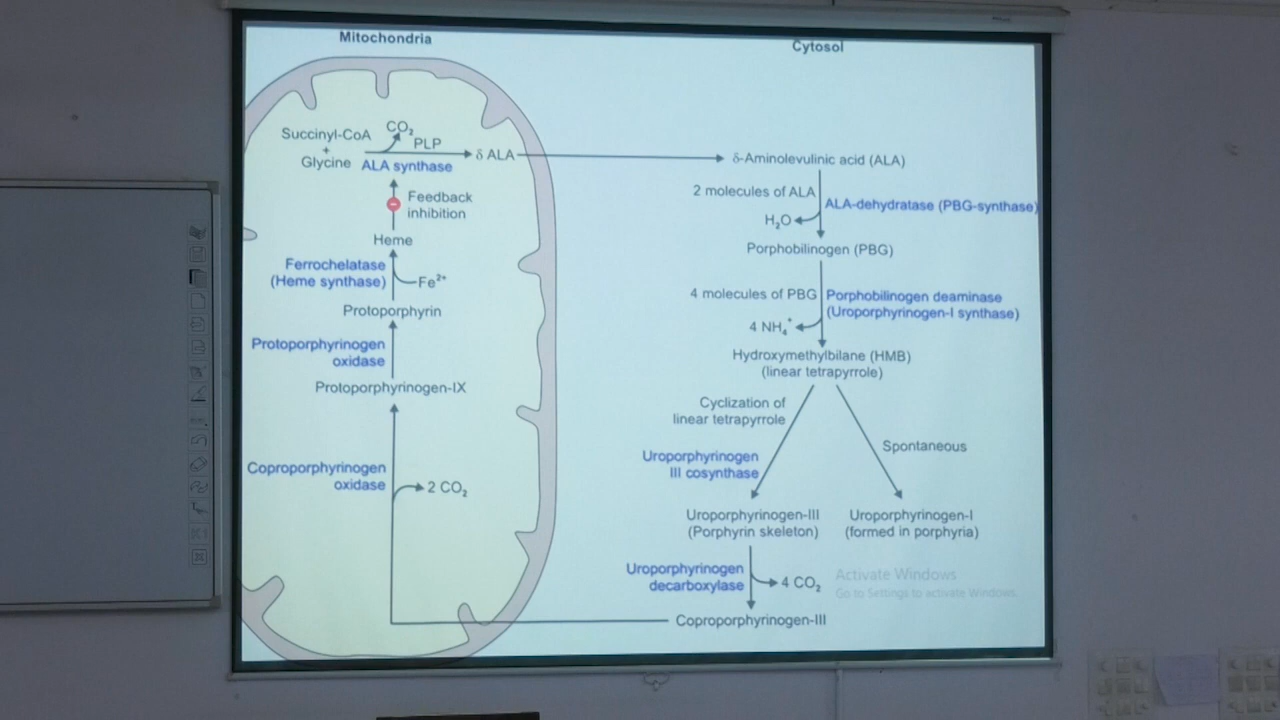 Mitochondria
Cytosol
Succinyl-CoA
+
Glycine
CO₂
PLP
ALA synthase
δ ALA
δ-Aminolevulinic acid (ALA)
Feedback
inhibition
Heme
Ferrochelatase
(Heme synthase)
Fe²⁺
Protoporphyrin
Protoporphyrinogen
oxidase
Protoporphyrinogen-IX
Coproporphyrinogen
oxidase
2 CO₂
2 molecules of ALA
ALA-dehydratase (PBG-synthase)
H₂O
Porphobilinogen (PBG)
4 molecules of PBG
Porphobilinogen deaminase
(Uroporphyrinogen-I synthase)
4 NH₄⁺
Hydroxymethylbilane (HMB)
(linear tetrapyrrole)
Cyclization of
linear tetrapyrrole
Spontaneous
Uroporphyrinogen
III cosynthase
Uroporphyrinogen-III
(Porphyrin skeleton)
Uroporphyrinogen-I
(formed in porphyria)
Uroporphyrinogen
decarboxylase
4 CO₂
Activate Windows
Go to Settings to activate Windows.
Coproporphyrinogen-III